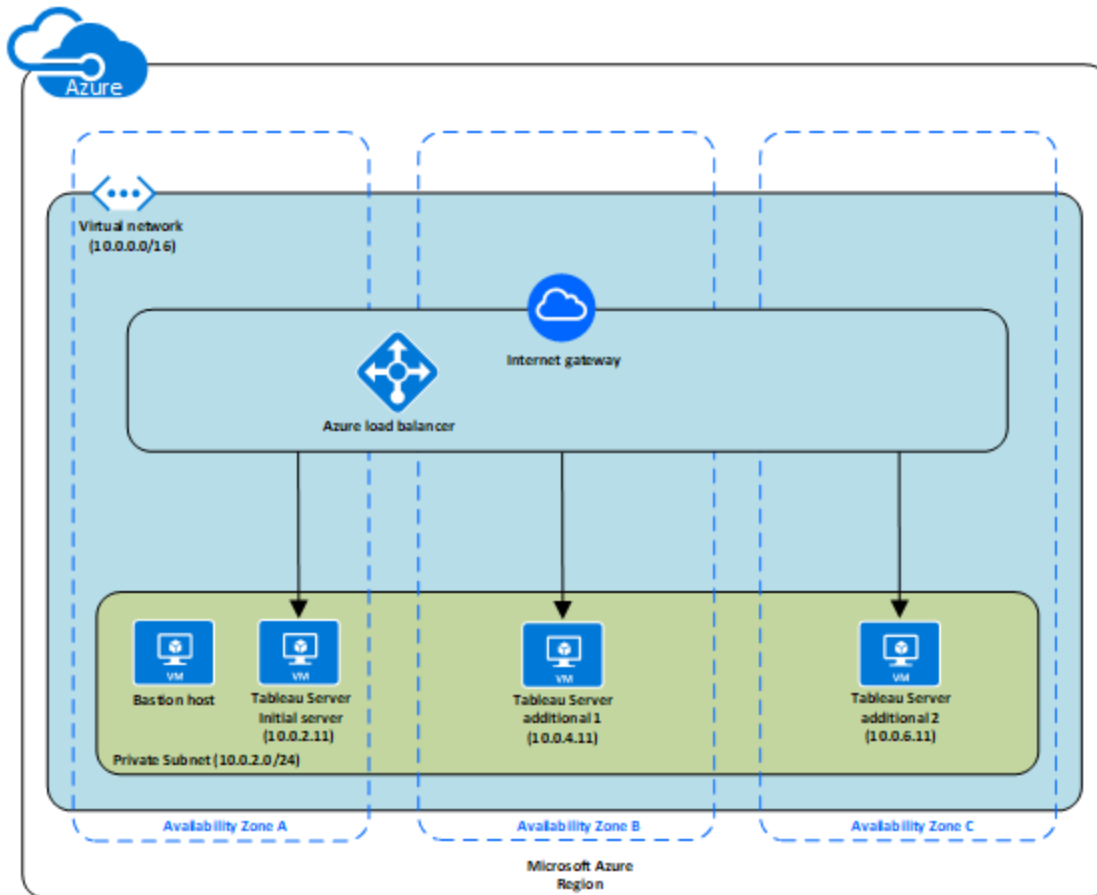 Azure
Virtual network
(10.0.0.0/16)
Internet gateway
Azure load balancer
VM
Bastion host
VM
Tableau Server
Initial server
(10.0.2.11)
VM
Tableau Server
additional 1
(10.0.4.11)
VM
Tableau Server
additional 2
(10.0.6.11)
Private Subnet (10.0.2.0/24)
Availability Zone A
Availability Zone B
Availability Zone C
Microsoft Azure
Region